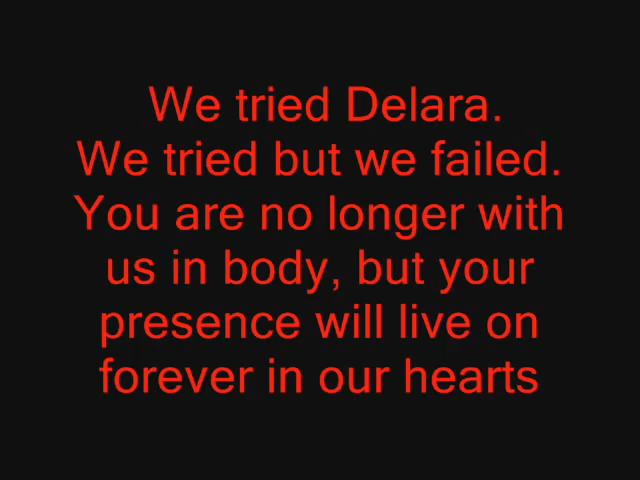 We tried Delara.
We tried but we failed.
You are no longer with
us in body, but your
presence will live on
forever in our hearts